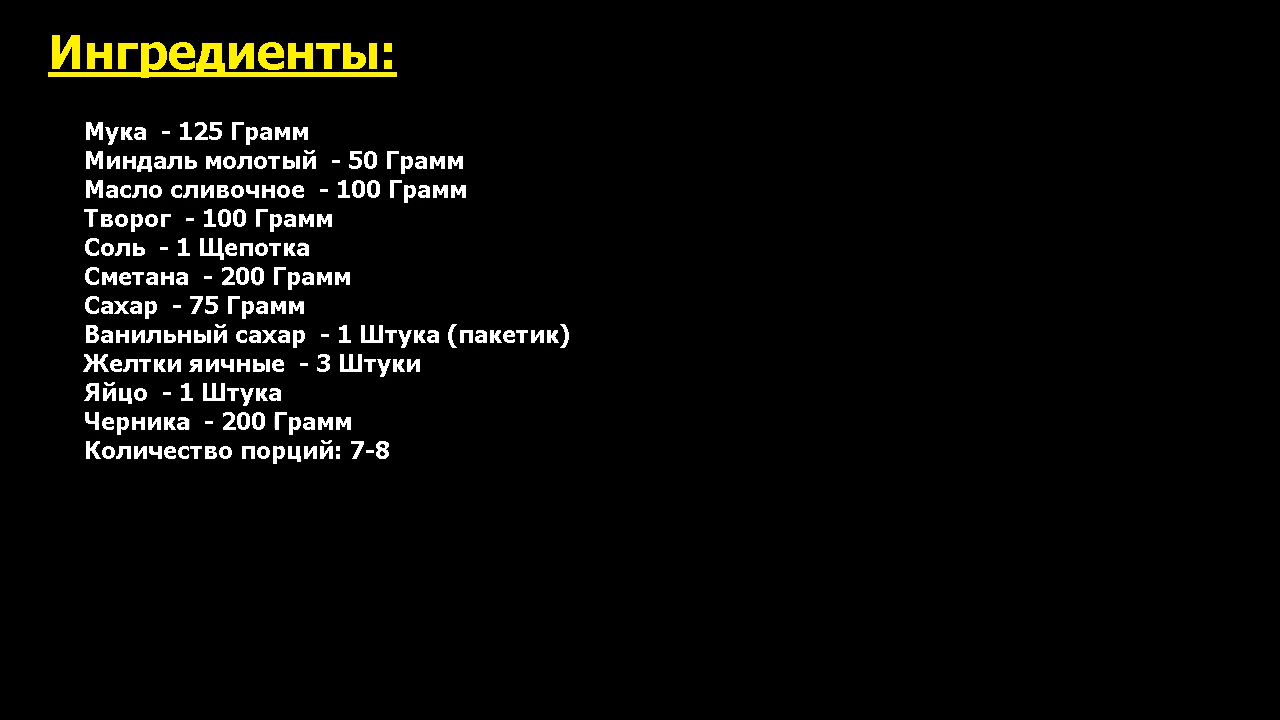 Ингредиенты:
Мука - 125 Грамм
Миндаль молотый - 50 Грамм
Масло сливочное - 100 Грамм
Творог - 100 Грамм
Соль - 1 Щепотка
Сметана - 200 Грамм
Сахар - 75 Грамм
Ванильный сахар - 1 Штука (пакетик)
Желтки яичные - 3 Штуки
Яйцо - 1 Штука
Черника - 200 Грамм
Количество порций: 7-8